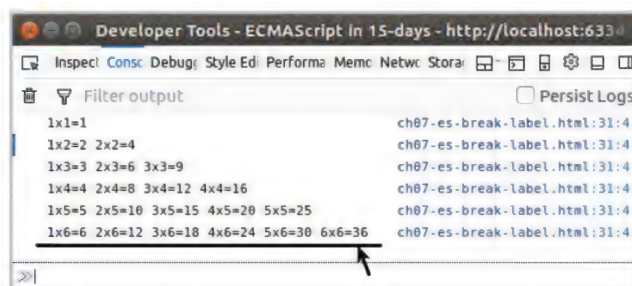 Developer Tools - ECMAScript in 15-days - http://localhost:6334
Inspect Consc Debugg Style Edi Performa Memc Netwc Storag
Filter output Persist Logs
1x1=1 ch07-es-break-label.html:31:4
1x2=2 2x2=4 ch07-es-break-label.html:31:4
1x3=3 2x3=6 3x3=9 ch07-es-break-label.html:31:4
1x4=4 2x4=8 3x4=12 4x4=16 ch07-es-break-label.html:31:4
1x5=5 2x5=10 3x5=15 4x5=20 5x5=25 ch07-es-break-label.html:31:4
1x6=6 2x6=12 3x6=18 4x6=24 5x6=30 6x6=36 ch07-es-break-label.html:31:4
>>